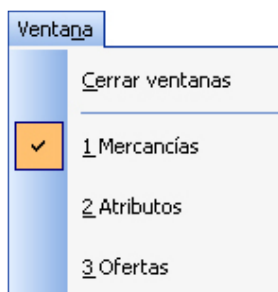 Ventana
Cerrar ventanas
1 Mercancías
2 Atributos
3 Ofertas